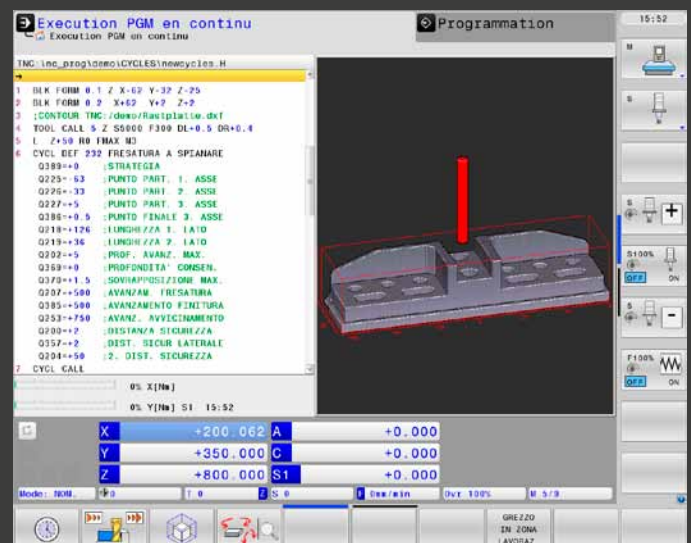 Execution PGM en continu
Execution PGM en continu
Programmation
15:52
TNC:\nc_prog\demo\CYCLES\newcycles.H
1 BLK FORM 0.1 Z X-62 Y-32 Z-25
2 BLK FORM 0.2 X+62 Y+2 Z+2
3 ;CONTOUR TNC:/demo/Rastplatte.dxf
4 TOOL CALL 5 Z S5000 F300 DL+0.5 DR+0.4
5 L Z+50 R0 FMAX M3
6 CYCL DEF 232 FRESATURA A SPIANARE
Q389=+0 ;STRATEGIA
Q225=-63 ;PUNTO PART. 1. ASSE
Q226=-33 ;PUNTO PART. 2. ASSE
Q227=+5 ;PUNTO PART. 3. ASSE
Q386=+0.5 ;PUNTO FINALE 3. ASSE
Q218=+126 ;LUNGHEZZA 1. LATO
Q219=+36 ;LUNGHEZZA 2. LATO
Q202=+5 ;PROF. AVANZ. MAX.
Q369=+0 ;PROFONDITA' CONSEN.
Q370=+1.5 ;SOVRAPPOSIZIONE MAX.
Q207=+500 ;AVANZAM. FRESATURA
Q385=+500 ;AVANZAMENTO FINITURA
Q253=+750 ;AVANZ. AVVICINAMENTO
Q200=+2 ;DISTANZA SICUREZZA
Q357=+2 ;DIST. SICUR LATERALE
Q204=+50 ;2. DIST. SICUREZZA
7 CYCL CALL
0% X[Nm]
0% Y[Nm] S1 15:52
X +200.062 A +0.000
Y +350.000 C +0.000
Z +800.000 S1 +0.000
Mode: NOM. 0 T 0 Z S 0 F 0mm/min Ovr 100% M 5/9
M
S
S
+
S100%
OFF ON
S
-
F100%
OFF ON
GREZZO
IN ZONA
LAVORAZ.